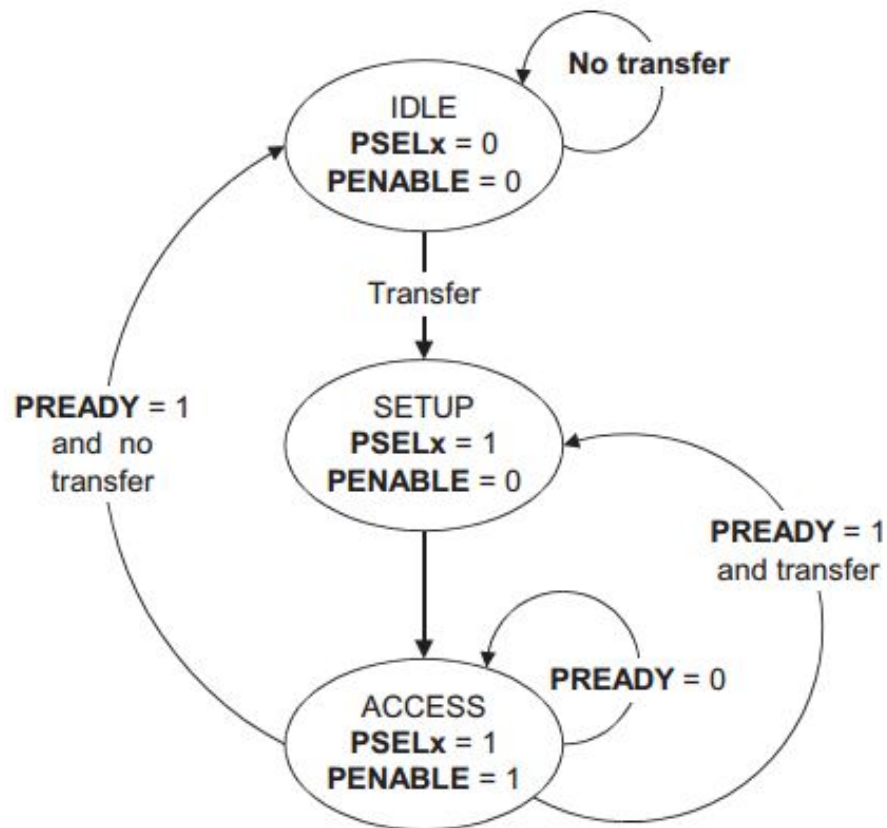 No transfer
IDLE
PSELx = 0
PENABLE = 0
Transfer
SETUP
PSELx = 1
PENABLE = 0
PREADY = 1
and no
transfer
PREADY = 1
and transfer
PREADY = 0
ACCESS
PSELx = 1
PENABLE = 1